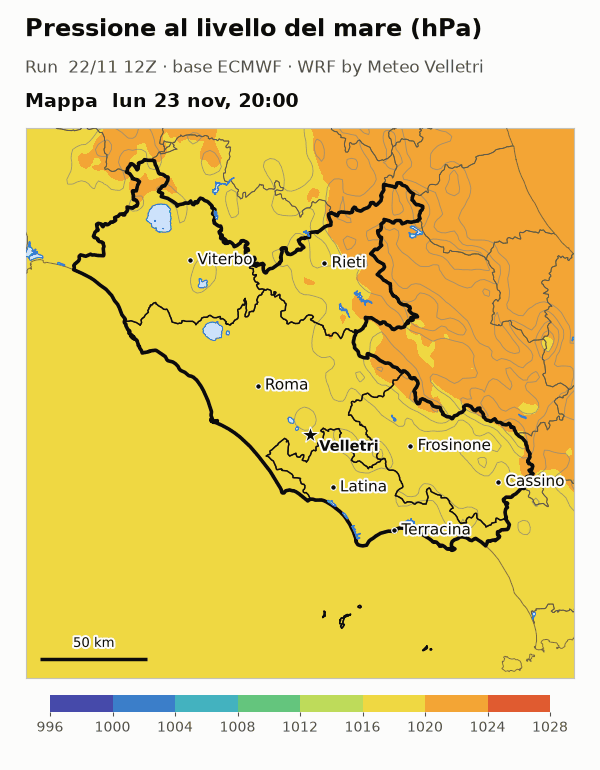 Pressione al livello del mare (hPa)
Run  22/11 12Z · base ECMWF · WRF by Meteo Velletri
Mappa  lun 23 nov, 20:00
Viterbo
Rieti
Roma
Velletri
Frosinone
Latina
Cassino
Terracina
50 km
996 1000 1004 1008 1012 1016 1020 1024 1028